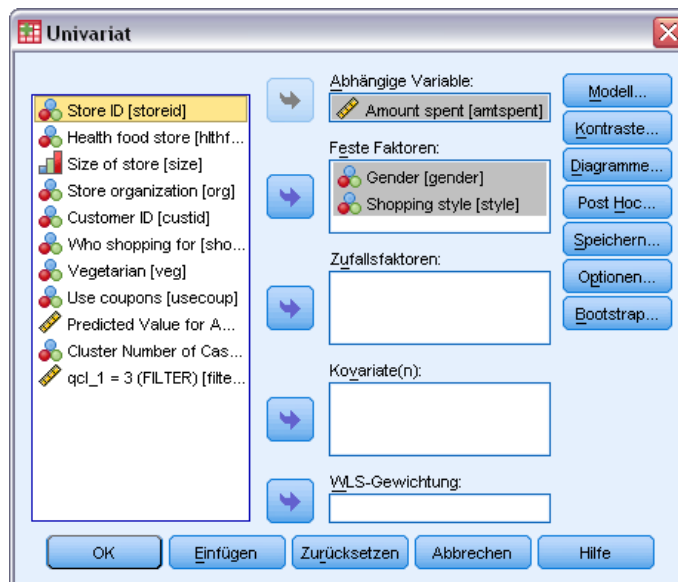 Univariat
Store ID [storeid]
Health food store [hlthf...
Size of store [size]
Store organization [org]
Customer ID [custid]
Who shopping for [sho...
Vegetarian [veg]
Use coupons [usecoup]
Predicted Value for A...
Cluster Number of Cas...
qcl_1 = 3 (FILTER) [filte...
Abhängige Variable:
Amount spent [amtspent]
Feste Faktoren:
Gender [gender]
Shopping style [style]
Zufallsfaktoren:
Kovariate(n):
WLS-Gewichtung:
Modell...
Kontraste...
Diagramme...
Post Hoc...
Speichern...
Optionen...
Bootstrap...
OK
Einfügen
Zurücksetzen
Abbrechen
Hilfe